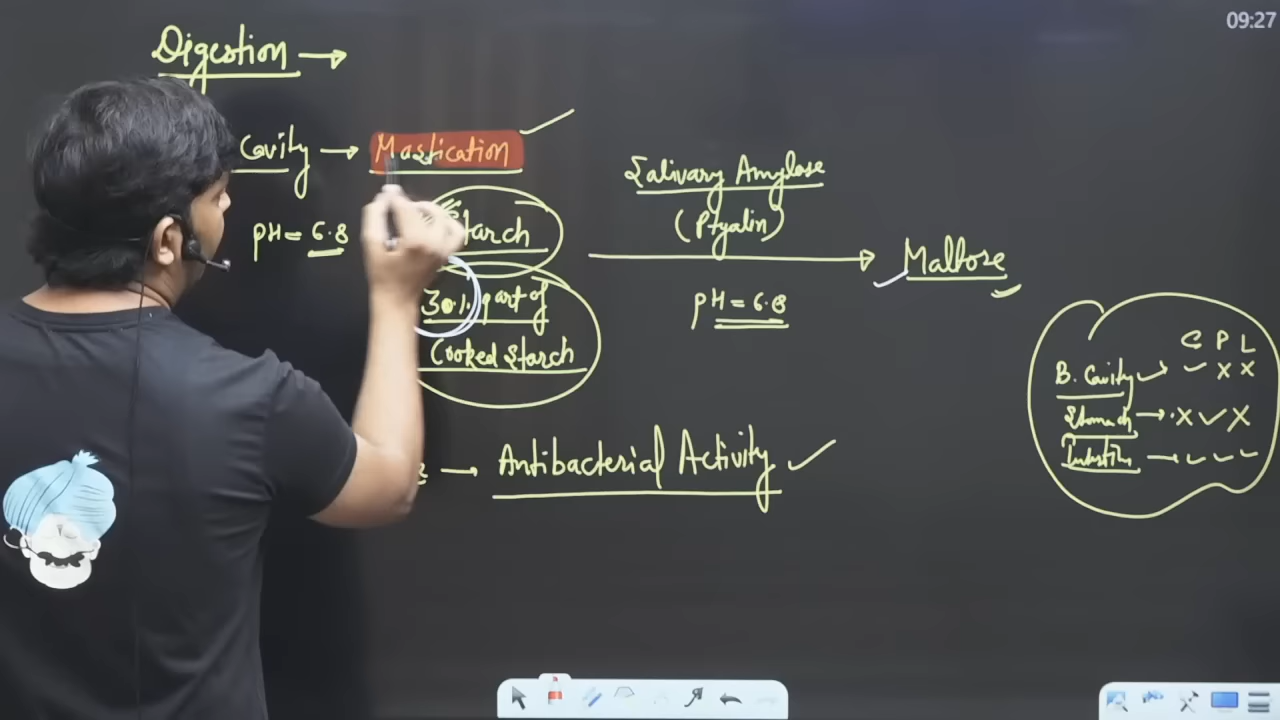 09:27
Digestion →
Cavity → Mastication ✓
Salivary Amylase
(Ptyalin)
pH = 6.8
Starch
Maltose
30% part of
Cooked Starch
pH = 6.8
→ Antibacterial Activity ✓
C P L
B. Cavity ✓ x x
Stomach → x ✓ x
Intestine → ✓ ✓ ✓